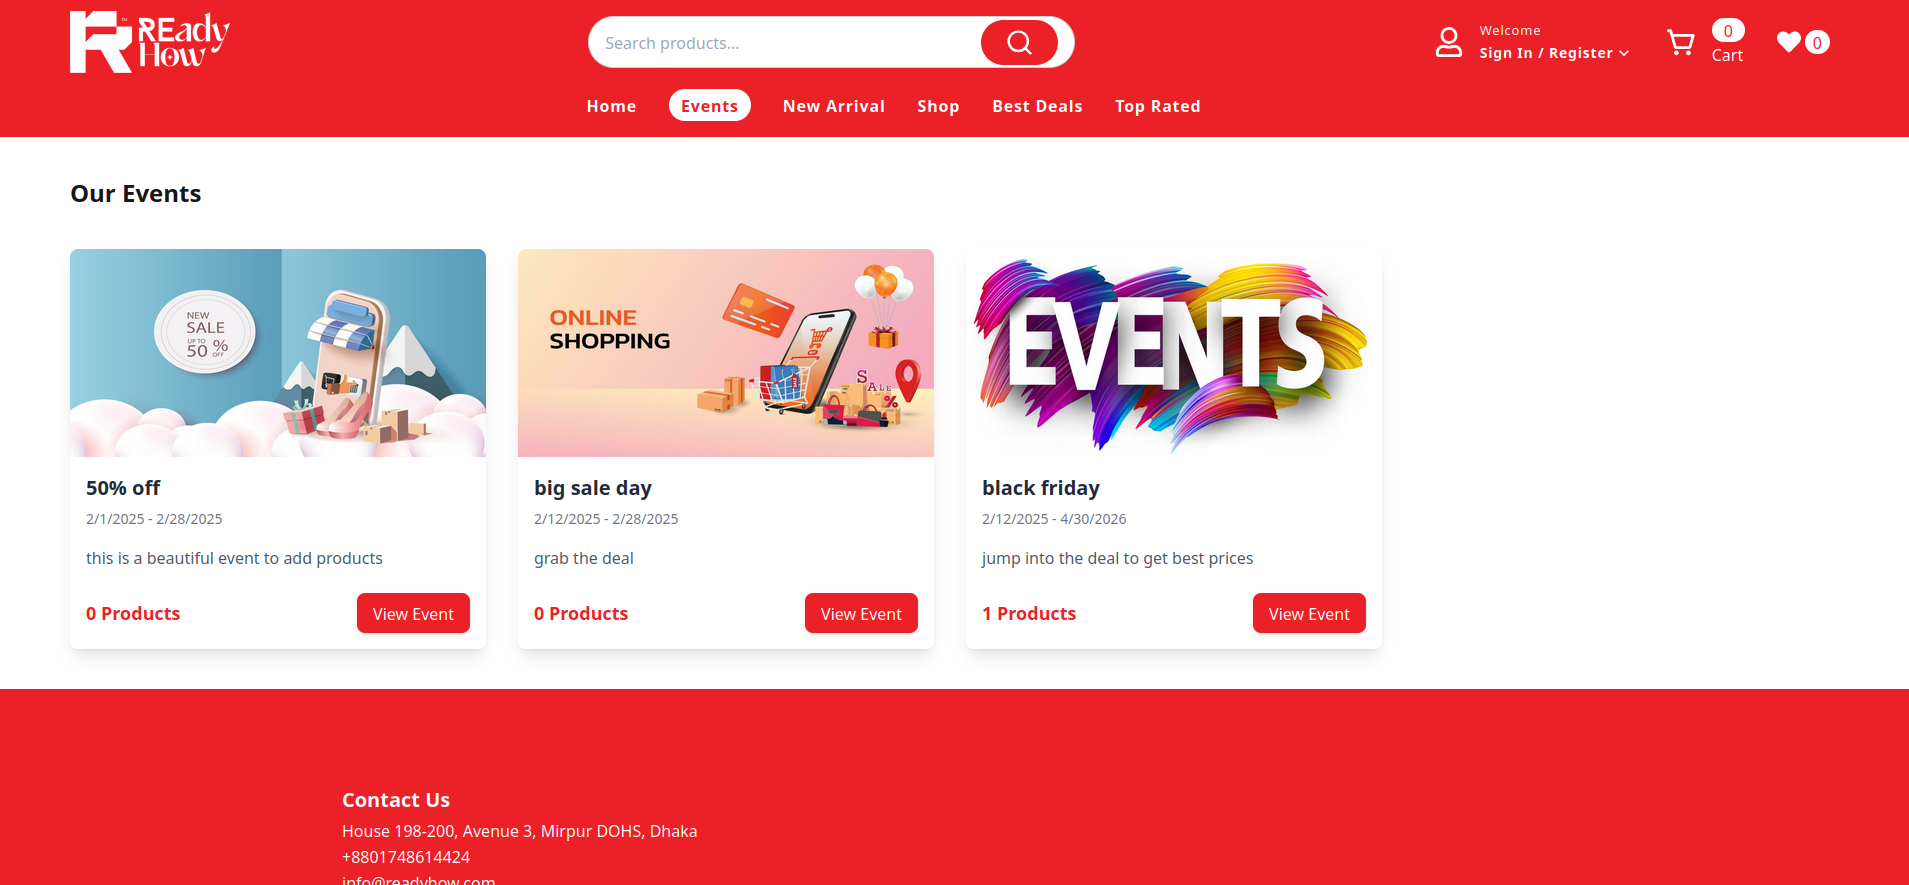 REady
How
TM
Search products...
Welcome
Sign In / Register
0
Cart
0
Home
Events
New Arrival
Shop
Best Deals
Top Rated
Our Events
NEW
SALE
UP TO
50 %
OFF
ONLINE
SHOPPING
SALE
%
EVENTS
50% off
big sale day
black friday
2/1/2025 - 2/28/2025
2/12/2025 - 2/28/2025
2/12/2025 - 4/30/2026
this is a beautiful event to add products
grab the deal
jump into the deal to get best prices
0 Products
View Event
0 Products
View Event
1 Products
View Event
Contact Us
House 198-200, Avenue 3, Mirpur DOHS, Dhaka
+8801748614424
info@readyhow.com